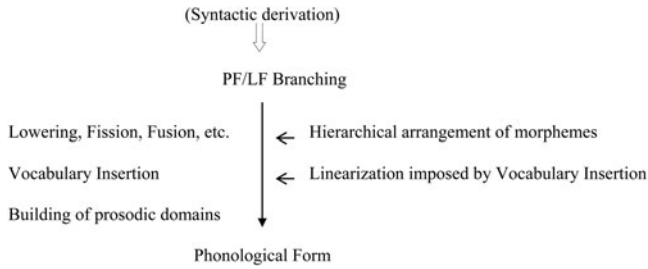 (Syntactic derivation)
PF/LF Branching
Lowering, Fission, Fusion, etc. Hierarchical arrangement of morphemes
Vocabulary Insertion Linearization imposed by Vocabulary Insertion
Building of prosodic domains
Phonological Form